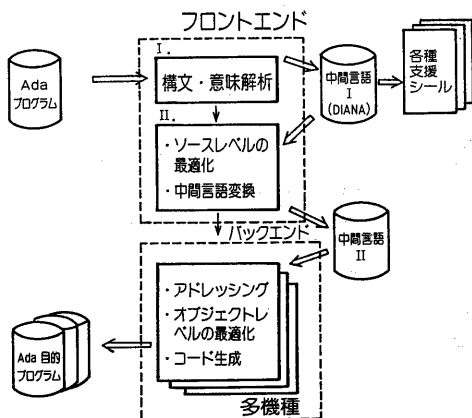 フロントエンド
I.
構文・意味解析
Ada
プログラム
中間言語
I
(DIANA)
各種
支援
シール
II.
・ソースレベルの
最適化
・中間言語変換
バックエンド
中間言語
II
・アドレッシング
・オブジェクトレ
ベルの最適化
・コード生成
Ada 目的
プログラム
多機種